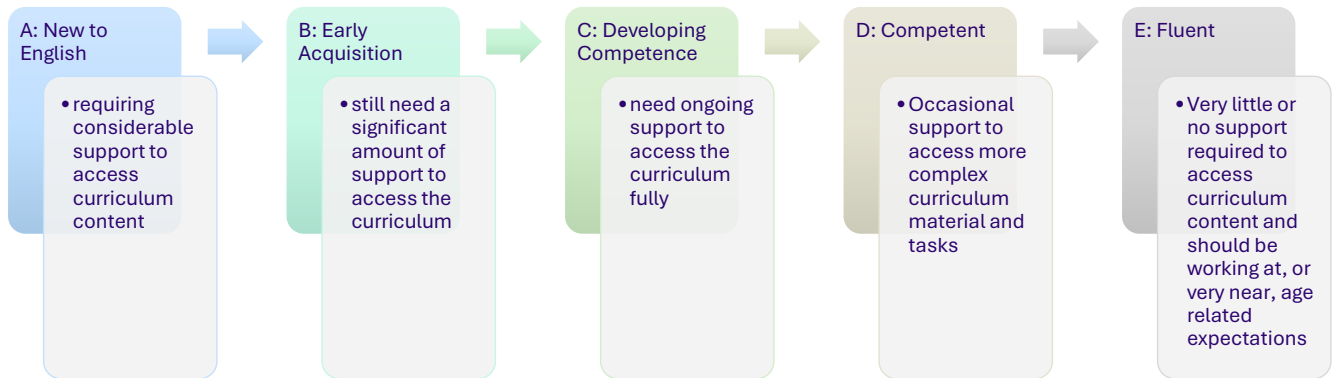 A: New to
English
• requiring
considerable
support to
access
curriculum
content
B: Early
Acquisition
• still need a
significant
amount of
support to
access the
curriculum
C: Developing
Competence
• need ongoing
support to
access the
curriculum
fully
D: Competent
• Occasional
support to
access more
complex
curriculum
material and
tasks
E: Fluent
• Very little or
no support
required to
access
curriculum
content and
should be
working at, or
very near, age
related
expectations